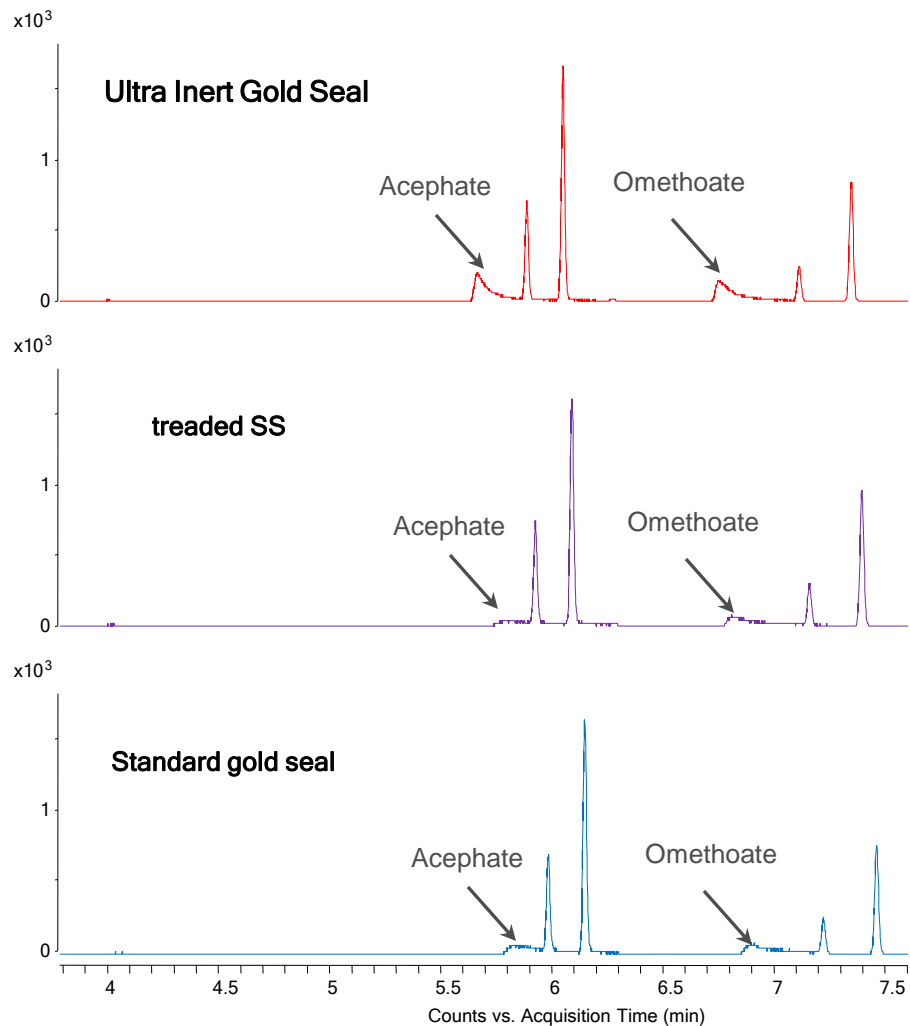 x10³
Ultra Inert Gold Seal
Acephate
Omethoate
1
0
x10³
treaded SS
Acephate
Omethoate
1
0
x10³
Standard gold seal
Acephate
Omethoate
1
0
4 4.5 5 5.5 6 6.5 7 7.5
Counts vs. Acquisition Time (min)